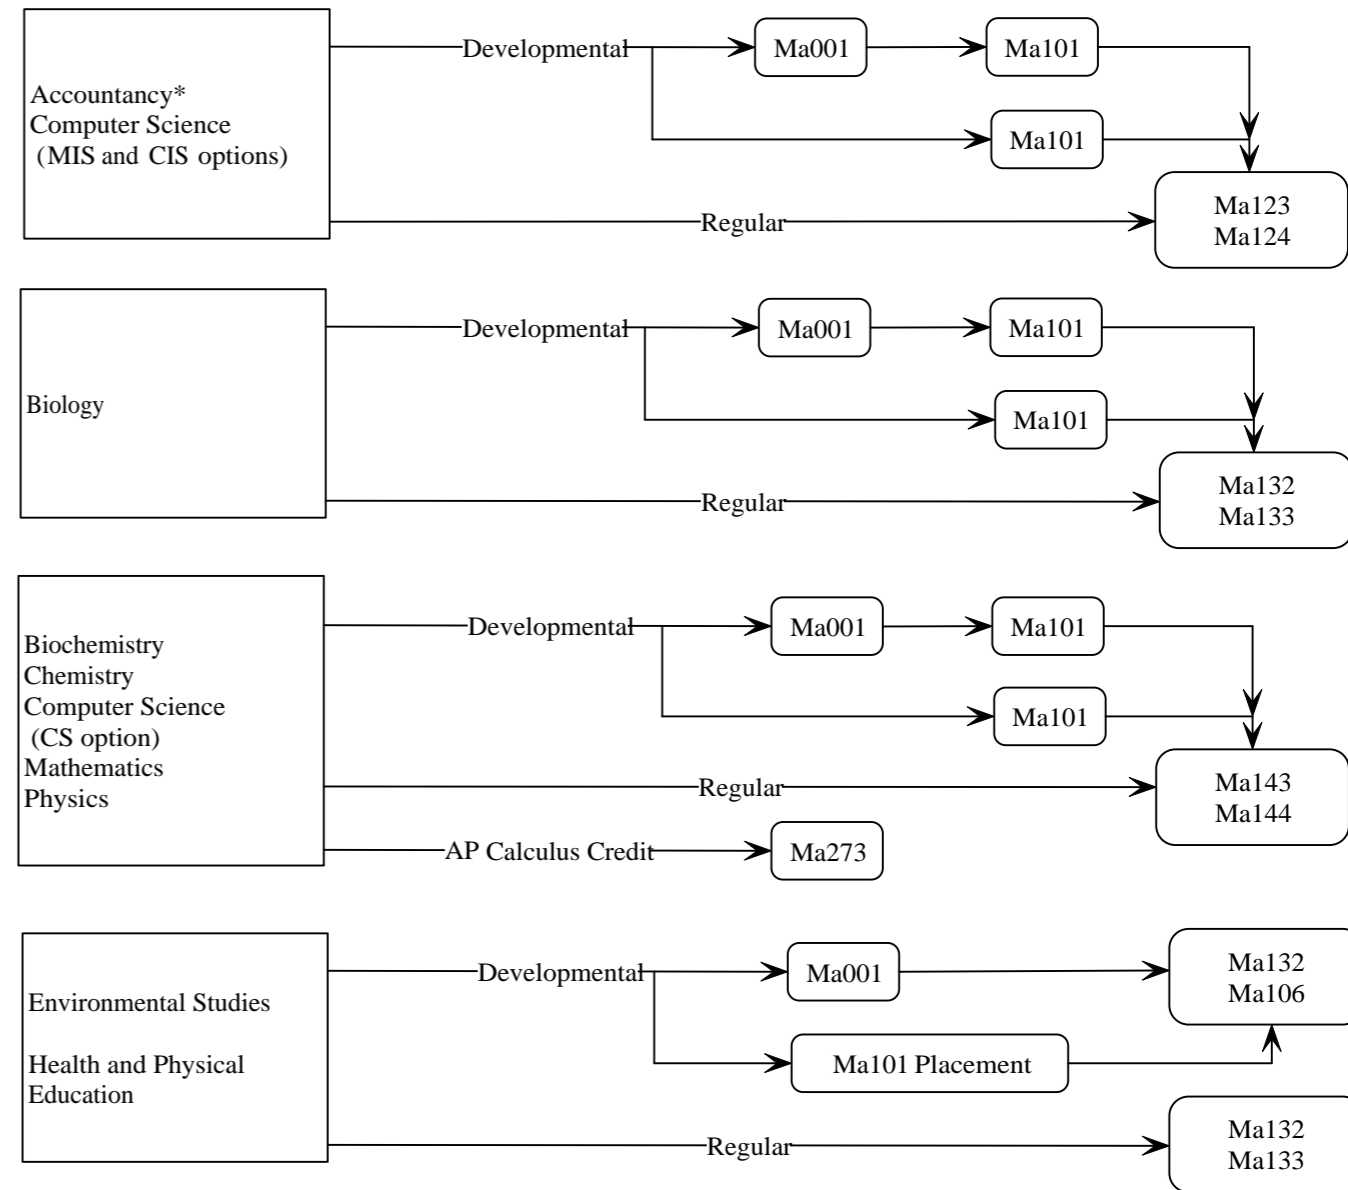 Developmental
Ma001
Ma101
Accountancy*
Computer Science
(MIS and CIS options)
Ma101
Regular
Ma123
Ma124
Developmental
Ma001
Ma101
Biology
Ma101
Regular
Ma132
Ma133
Developmental
Ma001
Ma101
Biochemistry
Chemistry
Computer Science
(CS option)
Mathematics
Physics
Ma101
Regular
Ma143
Ma144
AP Calculus Credit
Ma273
Developmental
Ma001
Ma132
Ma106
Environmental Studies
Health and Physical
Education
Ma101 Placement
Regular
Ma132
Ma133